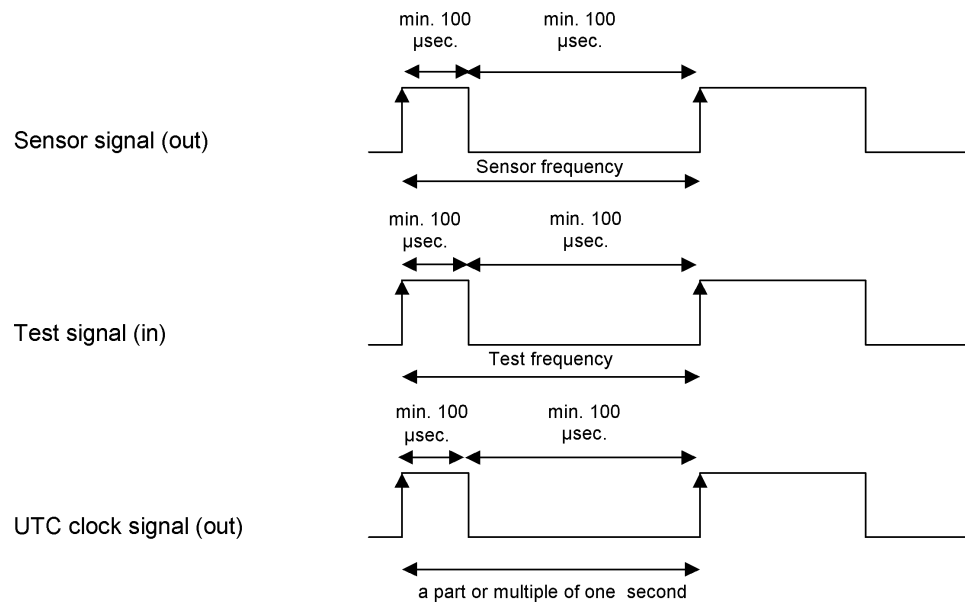 min. 100 min. 100
µsec. µsec.
Sensor signal (out)
Sensor frequency
min. 100 min. 100
µsec. µsec.
Test signal (in)
Test frequency
min. 100 min. 100
µsec. µsec.
UTC clock signal (out)
a part or multiple of one second